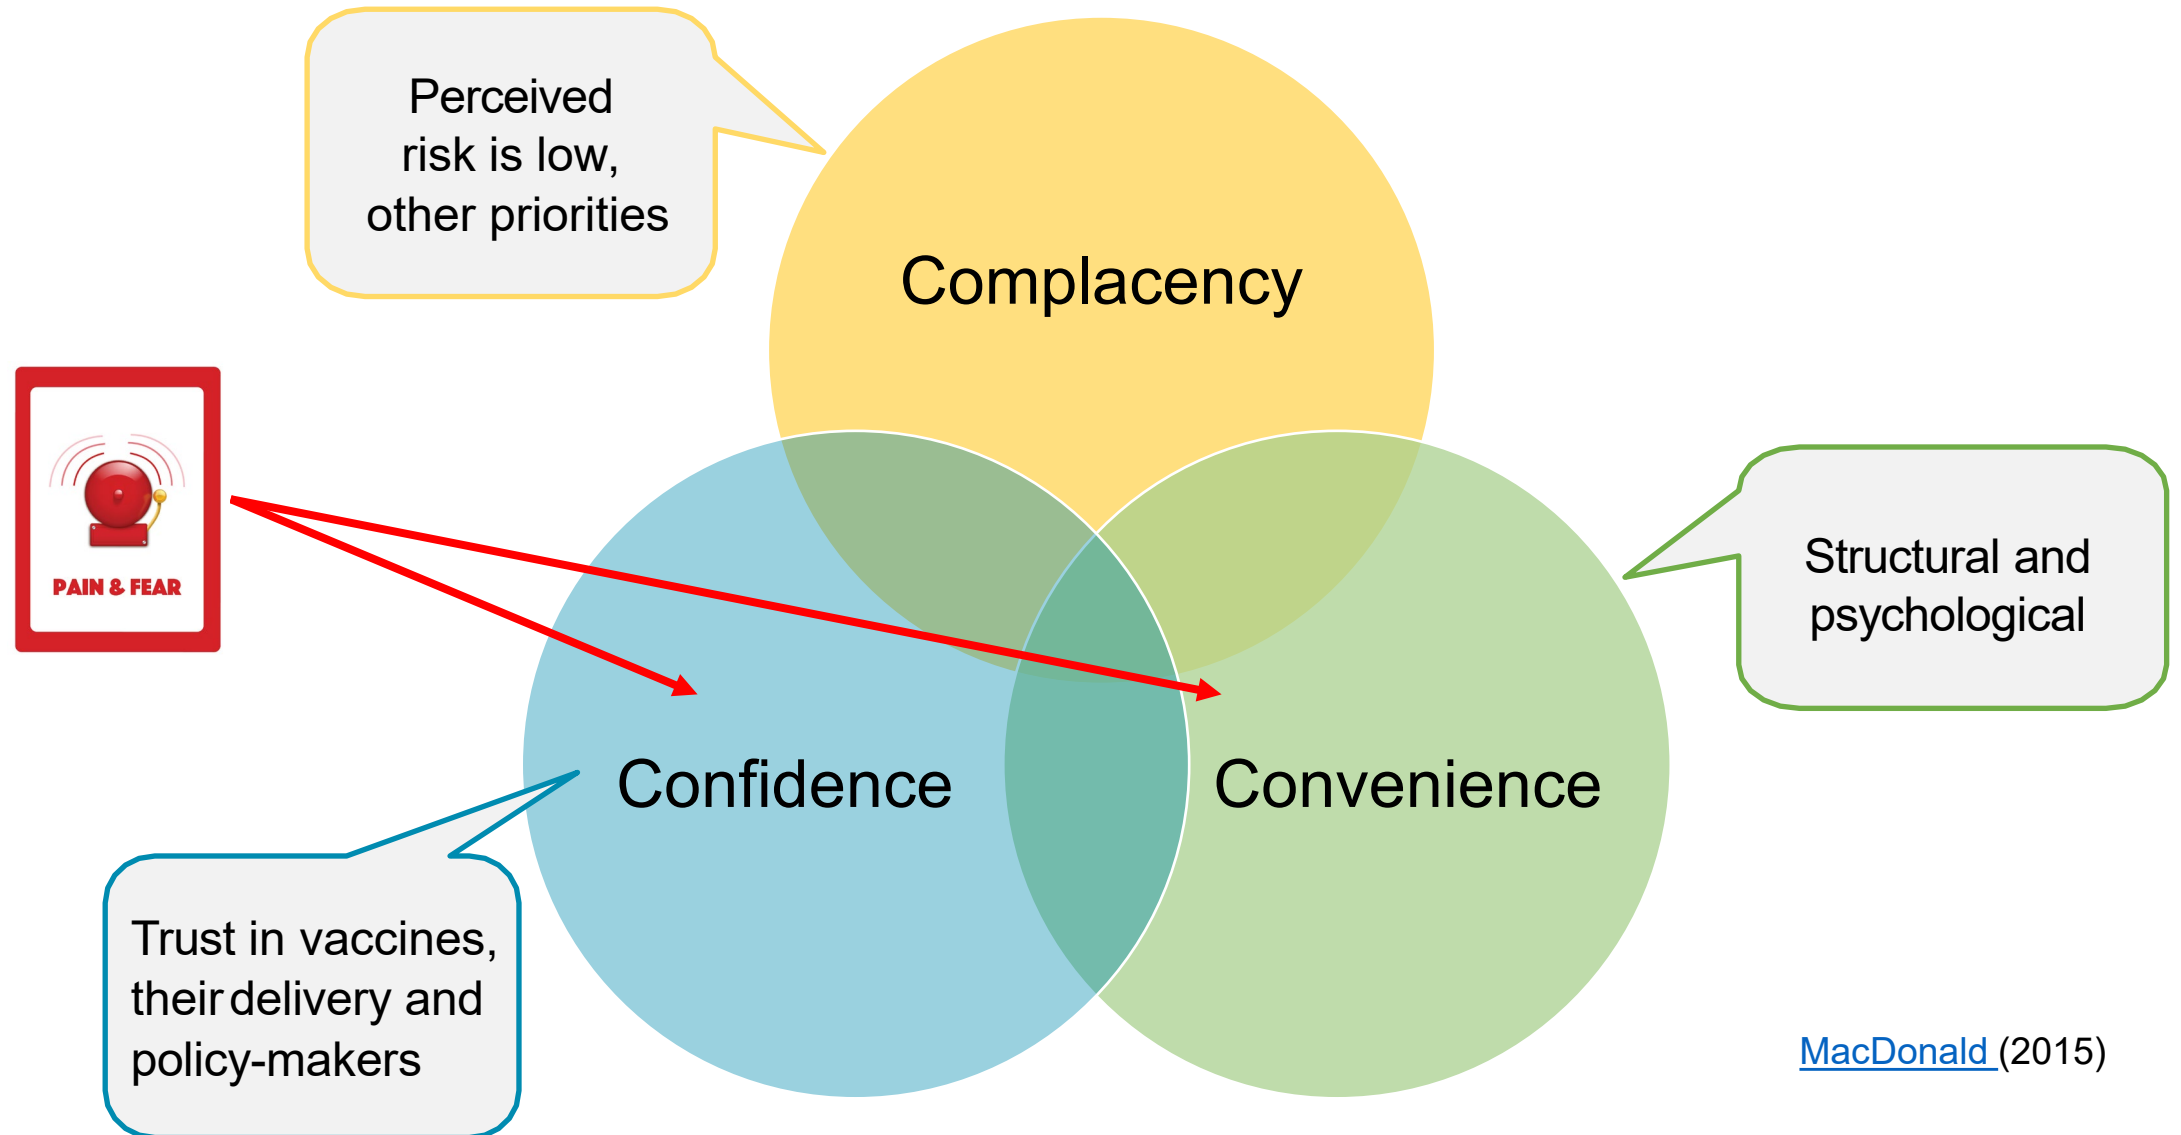 Perceived
risk is low,
other priorities
Complacency
PAIN & FEAR
Structural and
psychological
Confidence
Convenience
Trust in vaccines,
their delivery and
policy-makers
MacDonald (2015)